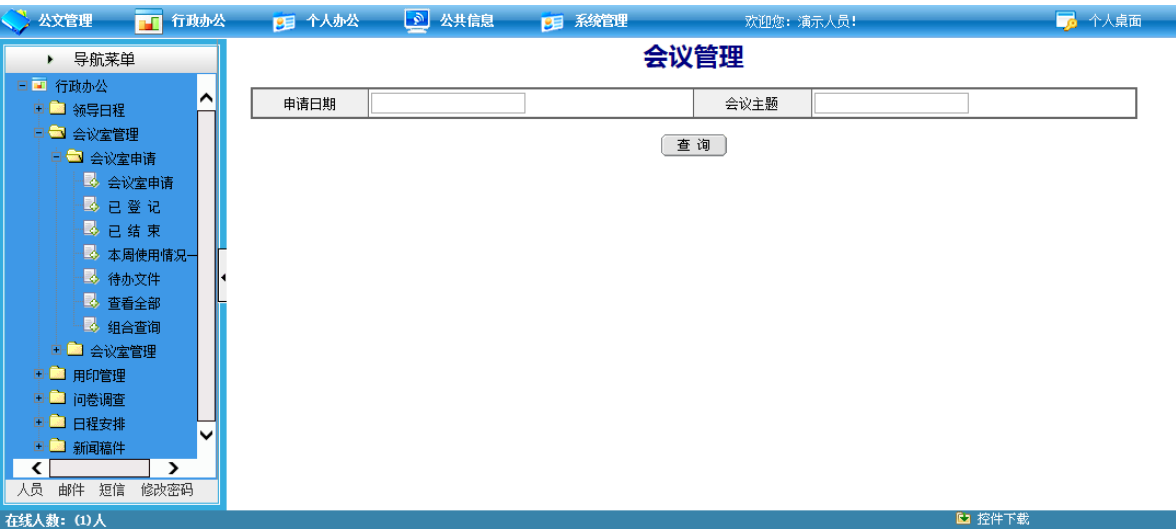 公文管理 行政办公 个人办公 公共信息 系统管理 欢迎您：演示人员！ 个人桌面
导航菜单
会议管理
行政办公
申请日期 会议主题
领导日程
会议室管理
查 询
会议室申请
会议室申请
已 登 记
已 结 束
本周使用情况一
待办文件
查看全部
组合查询
会议室管理
用印管理
问卷调查
日程安排
新闻稿件
人员 邮件 短信 修改密码
在线人数：(1)人 控件下载